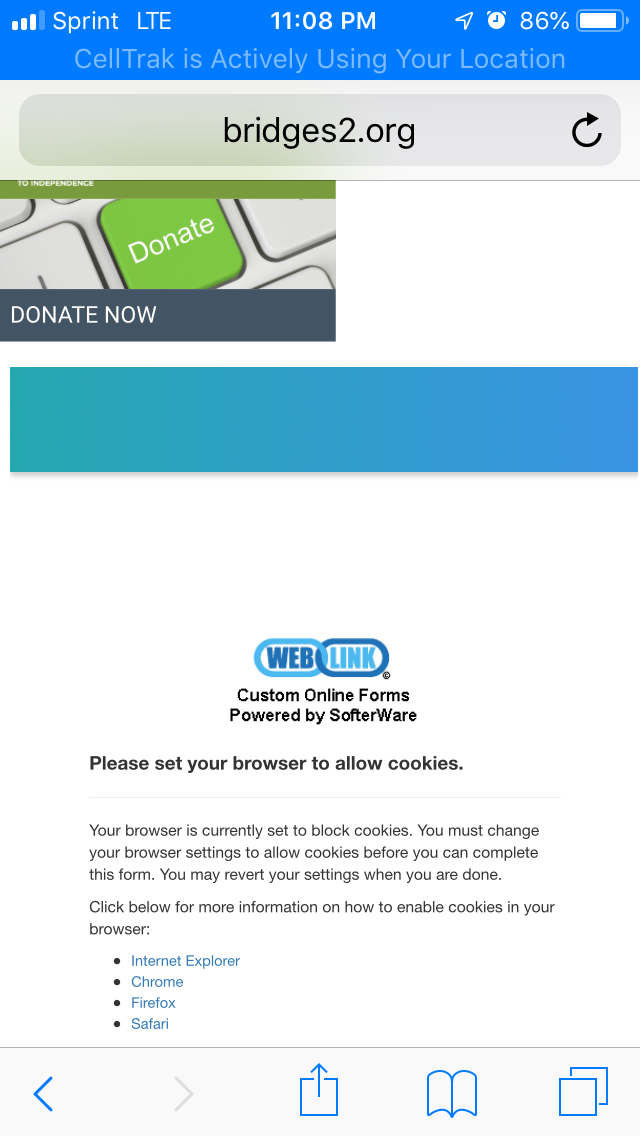 Sprint LTE 11:08 PM 86%
CellTrak is Actively Using Your Location
bridges2.org
TO INDEPENDENCE
Donate
DONATE NOW
WEB LINK ©
Custom Online Forms
Powered by SofterWare
Please set your browser to allow cookies.
Your browser is currently set to block cookies. You must change
your browser settings to allow cookies before you can complete
this form. You may revert your settings when you are done.
Click below for more information on how to enable cookies in your
browser:
Internet Explorer
Chrome
Firefox
Safari